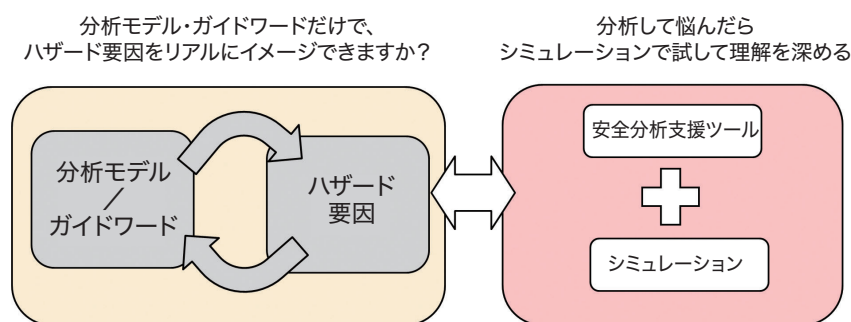 分析モデル・ガイドワードだけで、
ハザード要因をリアルにイメージできますか？
分析モデル
／
ガイドワード
ハザード
要因
分析して悩んだら
シミュレーションで試して理解を深める
安全分析支援ツール
シミュレーション